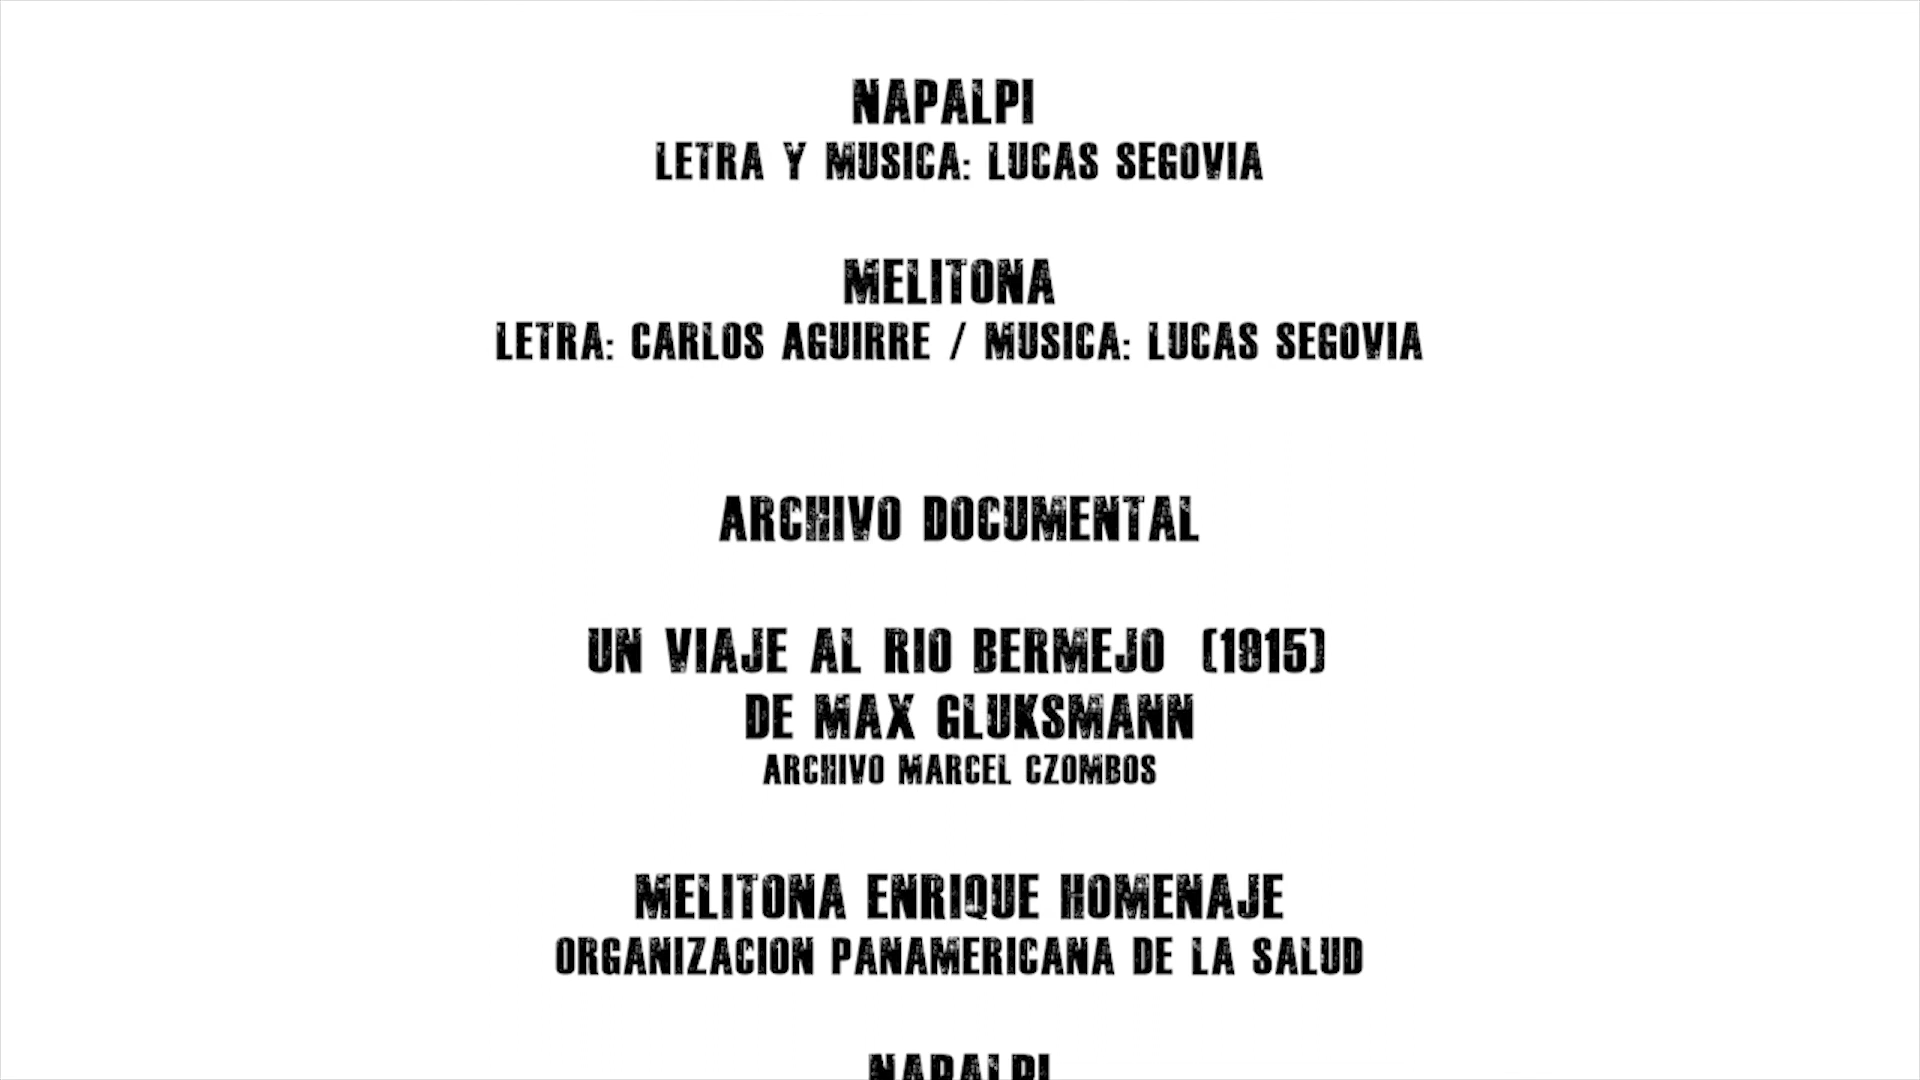 NAPALPI
LETRA Y MUSICA: LUCAS SEGOVIA
MELITONA
LETRA: CARLOS AGUIRRE / MUSICA: LUCAS SEGOVIA
ARCHIVO DOCUMENTAL
UN VIAJE AL RIO BERMEJO (1915)
DE MAX GLUKSMANN
ARCHIVO MARCEL CZOMBOS
MELITONA ENRIQUE HOMENAJE
ORGANIZACION PANAMERICANA DE LA SALUD
NAPALPI